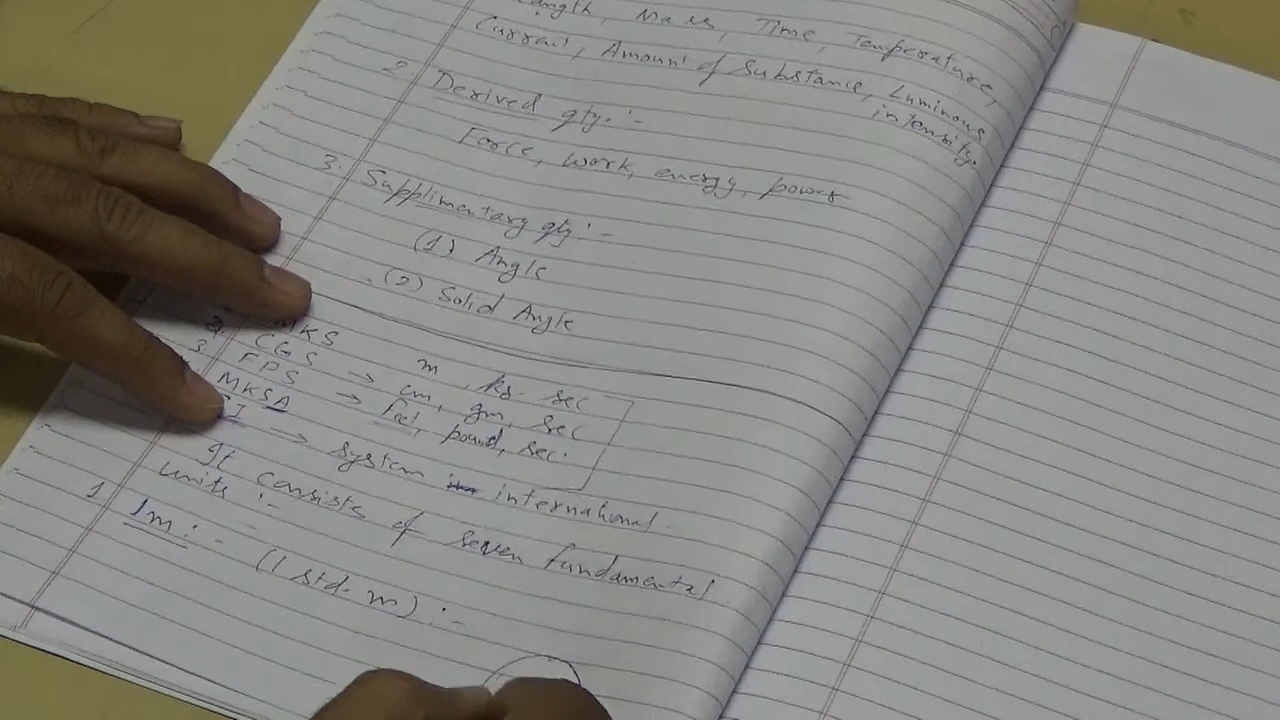 Length, Mass, Time, Temperature,
Current, Amount of Substance, Luminous
intensity.
2. Derived qty. :-
Force, work, energy, power
3. Supplimentary qty :-
(1) Angle
(2) Solid Angle
MKS m, kg. sec
2. CGS → cm, gm, sec
3. FPS → feet, pound, sec.
MKSA
SI → system international
It consists of seven fundamental
units :-
1 1m :-
(1 std. m) :-